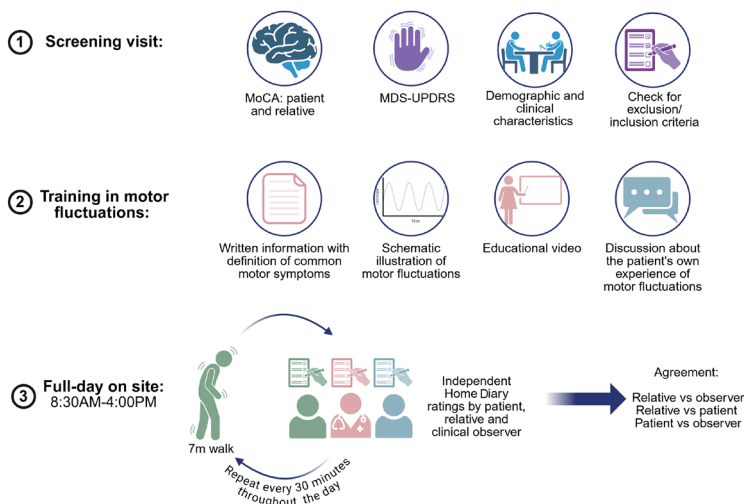 1 Screening visit:
MoCA: patient
and relative
MDS-UPDRS
Demographic and
clinical
characteristics
Check for
exclusion/
inclusion criteria
2 Training in motor
fluctuations:
Time
Written information with
definition of common
motor symptoms
Schematic
illustration of
motor fluctuations
Educational video
Discussion about
the patient's own
experience of
motor fluctuations
3 Full-day on site:
8:30AM-4:00PM
7m walk
Repeat every 30 minutes
throughout the day
Independent
Home Diary
ratings by patient,
relative and
clinical observer
Agreement:
Relative vs observer
Relative vs patient
Patient vs observer